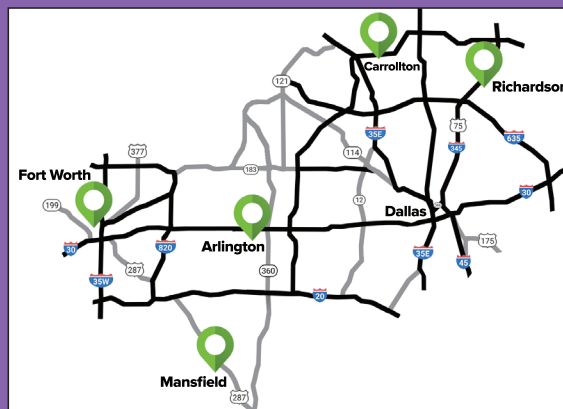 Carrollton
121
Richardson
75
35E
635
345
377
114
183
Fort Worth
30
12
199
Dallas
Arlington
175
820
35E
30
287
360
45
35W
20
Mansfield
287